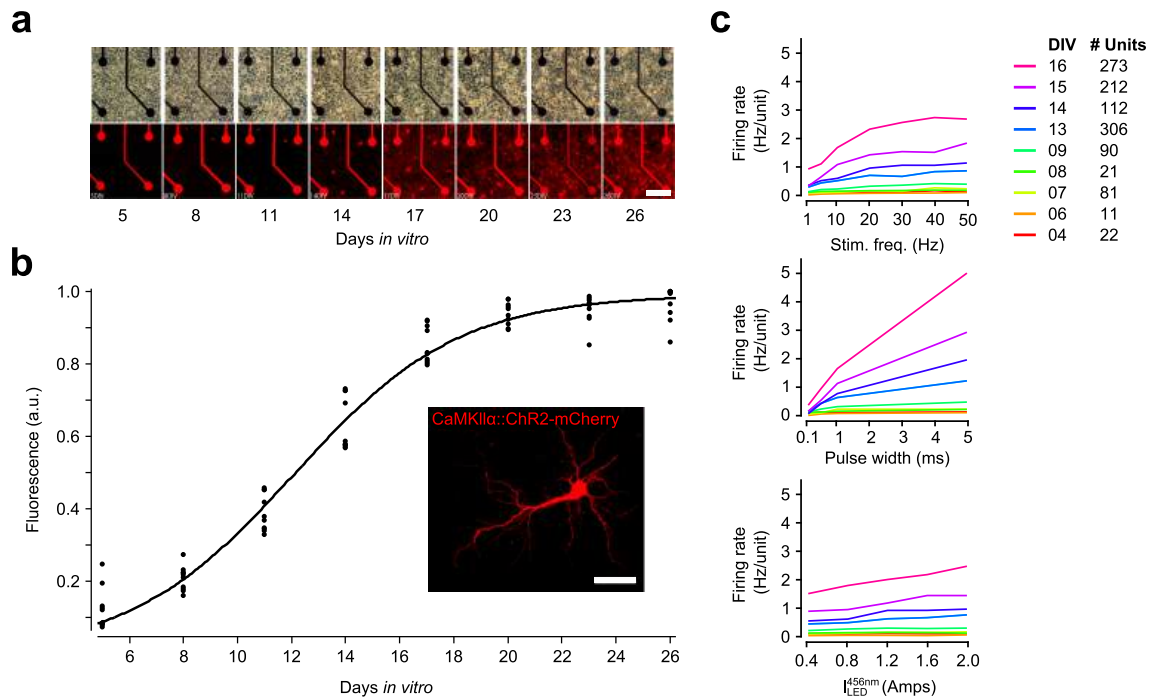 a
5 8 11 14 17 20 23 26
Days in vitro
b
Fluorescence (a.u.)
1.0
0.8
0.6
0.4
0.2
CaMKIIα::ChR2-mCherry
6 8 10 12 14 16 18 20 22 24 26
Days in vitro
c
Firing rate
(Hz/unit)
5
4
3
2
1
0
1 10 20 30 40 50
Stim. freq. (Hz)
DIV # Units
16 273
15 212
14 112
13 306
09 90
08 21
07 81
06 11
04 22
Firing rate
(Hz/unit)
5
4
3
2
1
0
0.1 1 2 3 4 5
Pulse width (ms)
Firing rate
(Hz/unit)
5
4
3
2
1
0
0.4 0.8 1.2 1.6 2.0
I 456nm LED (Amps)